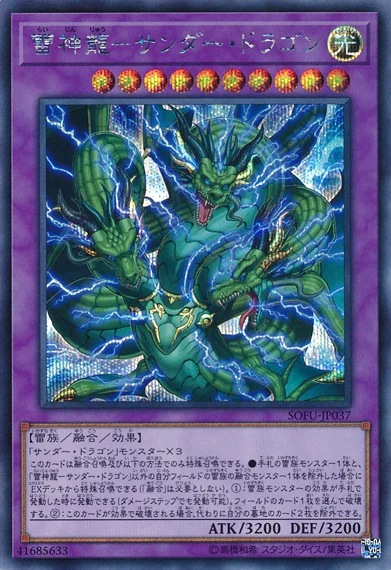 雷神龍－サンダー・ドラゴン
光
SOFU-JP037
【雷族／融合／効果】
「サンダー・ドラゴン」モンスター×３
このカードは融合召喚及び以下の方法でのみ特殊召喚できる。●手札の雷族モンスター１体と、
「雷神龍－サンダー・ドラゴン」以外の自分フィールドの雷族の融合モンスター１体を除外した場合に
EXデッキから特殊召喚できる（「融合」は必要としない）。①：雷族モンスターの効果が手札で
発動した時に発動できる（ダメージステップでも発動可能）。フィールドのカード１枚を選んで破壊
する。②：このカードが効果で破壊される場合、代わりに自分の墓地のカード２枚を除外できる。
ATK/3200 DEF/3200
41685633
©高橋和希 スタジオ・ダイス/集英社